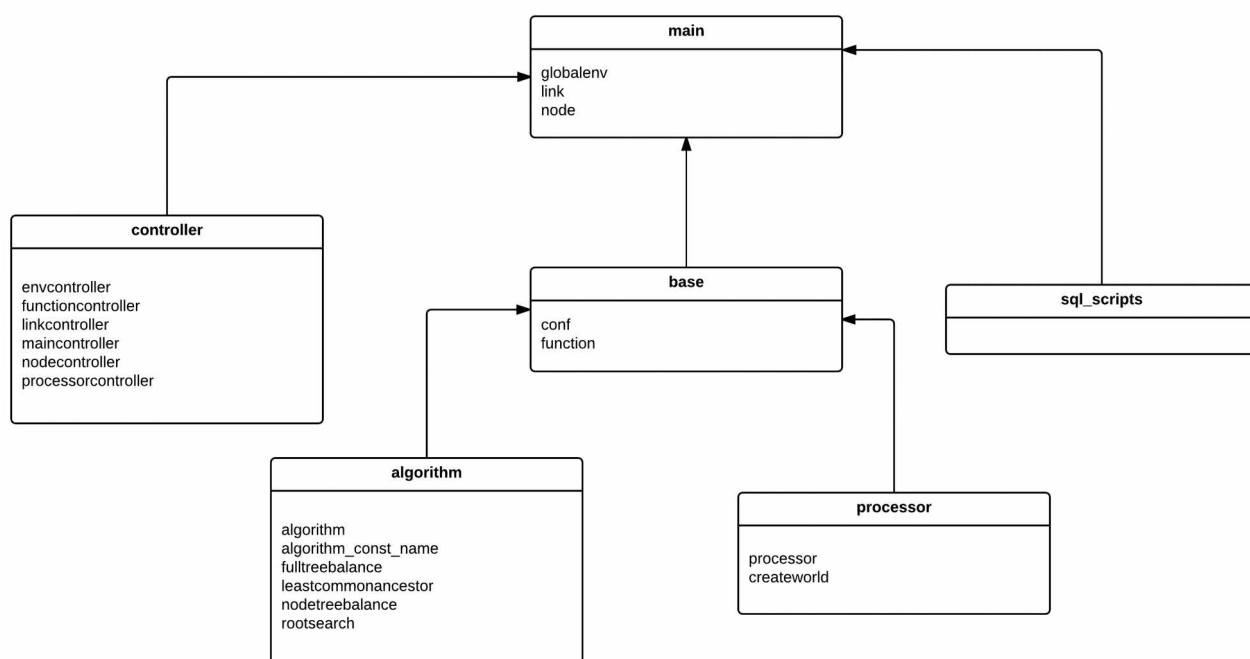 main
globalenv
link
node
controller
envcontroller
functioncontroller
linkcontroller
maincontroller
nodecontroller
processorcontroller
base
conf
function
sql_scripts
algorithm
algorithm
algorithm_const_name
fulltreebalance
leastcommonancestor
nodetreebalance
rootsearch
processor
processor
createworld